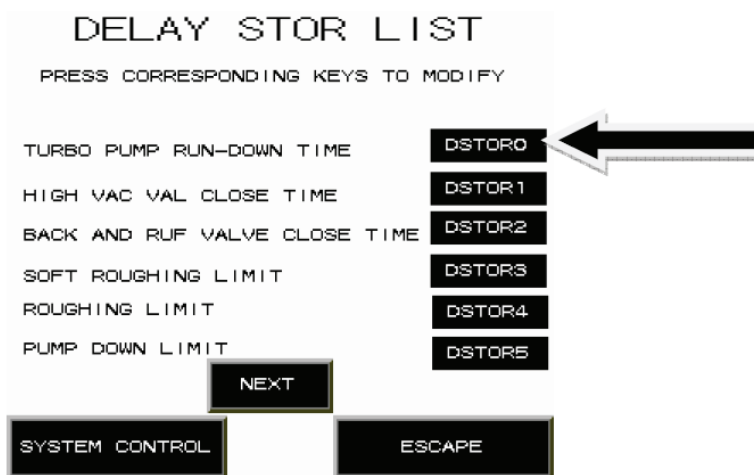 DELAY STOR LIST
PRESS CORRESPONDING KEYS TO MODIFY
TURBO PUMP RUN-DOWN TIME DSTOR0
HIGH VAC VAL CLOSE TIME DSTOR1
BACK AND RUF VALVE CLOSE TIME DSTOR2
SOFT ROUGHING LIMIT DSTOR3
ROUGHING LIMIT DSTOR4
PUMP DOWN LIMIT DSTOR5
NEXT
SYSTEM CONTROL ESCAPE